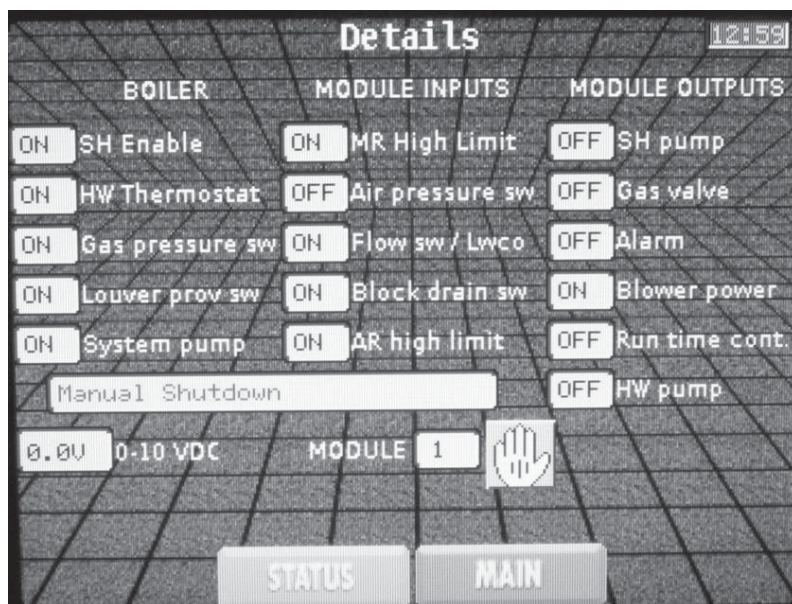 Details 12:59
BOILER MODULE INPUTS MODULE OUTPUTS
ON SH Enable ON MR High Limit OFF SH pump
ON HW Thermostat OFF Air pressure sw OFF Gas valve
ON Gas pressure sw ON Flow sw / Lwco OFF Alarm
ON Louver prov sw ON Block drain sw ON Blower power
ON System pump ON AR high limit OFF Run time cont.
Manual Shutdown OFF HW pump
0.0V 0-10 VDC MODULE 1
STATUS MAIN